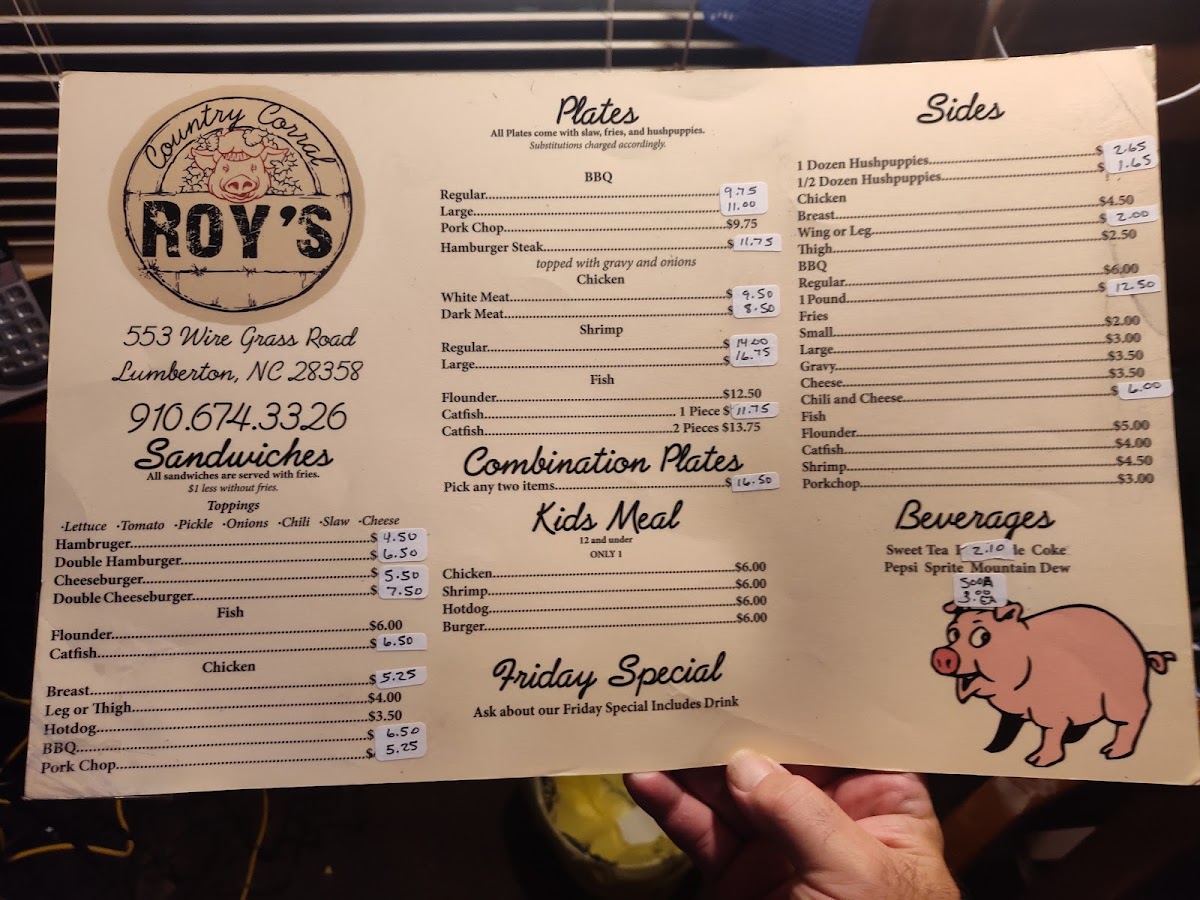 Country Corral
ROY'S
553 Wire Grass Road
Lumberton, NC 28358
910.674.3326
Sandwiches
All sandwiches are served with fries.
$1 less without fries.
Toppings
·Lettuce ·Tomato ·Pickle ·Onions ·Chili ·Slaw ·Cheese
Hambruger $ 4.50
Double Hamburger $ 6.50
Cheeseburger $ 5.50
Double Cheeseburger $ 7.50
Fish
Flounder $6.00
Catfish $ 6.50
Chicken
Breast $ 5.25
Leg or Thigh $4.00
Hotdog $3.50
BBQ $ 6.50
Pork Chop $ 5.25
Plates
All Plates come with slaw, fries, and hushpuppies.
Substitutions charged accordingly.
BBQ
Regular 9.75
Large 11.00
Pork Chop $9.75
Hamburger Steak $ 11.75
topped with gravy and onions
Chicken
White Meat $ 9.50
Dark Meat $ 8.50
Shrimp
Regular $ 14.00
Large $ 16.75
Fish
Flounder $12.50
Catfish 1 Piece $ 11.75
Catfish 2 Pieces $13.75
Combination Plates
Pick any two items $ 16.50
Kids Meal
12 and under
ONLY 1
Chicken $6.00
Shrimp $6.00
Hotdog $6.00
Burger $6.00
Friday Special
Ask about our Friday Special Includes Drink
Sides
1 Dozen Hushpuppies $ 2.65
1/2 Dozen Hushpuppies $ 1.65
Chicken
Breast $4.50
Wing or Leg $ 2.00
Thigh $2.50
BBQ
Regular $6.00
1 Pound $ 12.50
Fries
Small $2.00
Large $3.00
Gravy $3.50
Cheese $3.50
Chili and Cheese $ 6.00
Fish
Flounder $5.00
Catfish $4.00
Shrimp $4.50
Porkchop $3.00
Beverages
Sweet Tea 2.10 Coke
Pepsi Sprite Mountain Dew
SODA
3.00
EA